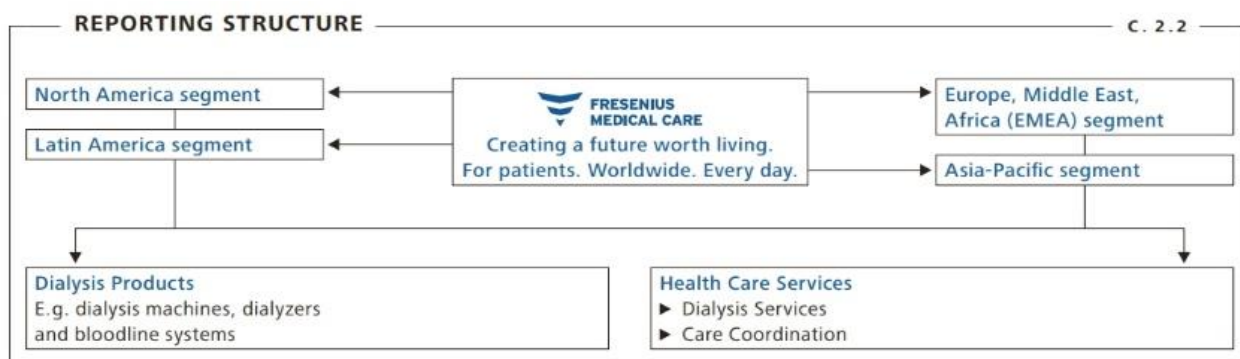 REPORTING STRUCTURE
C. 2.2
North America segment
Latin America segment
FRESENIUS
MEDICAL CARE
Creating a future worth living.
For patients. Worldwide. Every day.
Europe, Middle East,
Africa (EMEA) segment
Asia-Pacific segment
Dialysis Products
E.g. dialysis machines, dialyzers
and bloodline systems
Health Care Services
► Dialysis Services
► Care Coordination